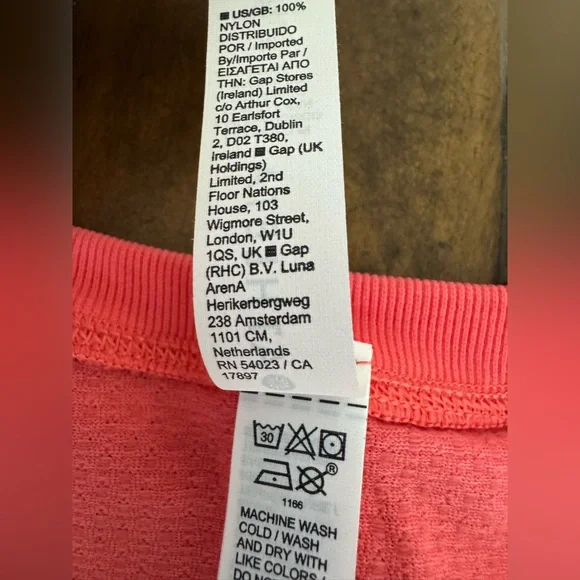 ■ US/GB: 100%
NYLON
DISTRIBUIDO
POR / Imported
By/Importe Par /
ΕΙΣΑΓΕΤΑΙ ΑΠΟ
ΤΗΝ: Gap Stores
(Ireland) Limited
c/o Arthur Cox,
10 Earlsfort
Terrace, Dublin
2, D02 T380,
Ireland ■ Gap (UK
Holdings)
Limited, 2nd
Floor Nations
House, 103
Wigmore Street,
London, W1U
1QS, UK ■ Gap
(RHC) B.V. Luna
ArenA
Herikerbergweg
238 Amsterdam
1101 CM,
Netherlands
RN 54023 / CA
17897
30
R
1166
MACHINE WASH
COLD / WASH
AND DRY WITH
LIKE COLORS /